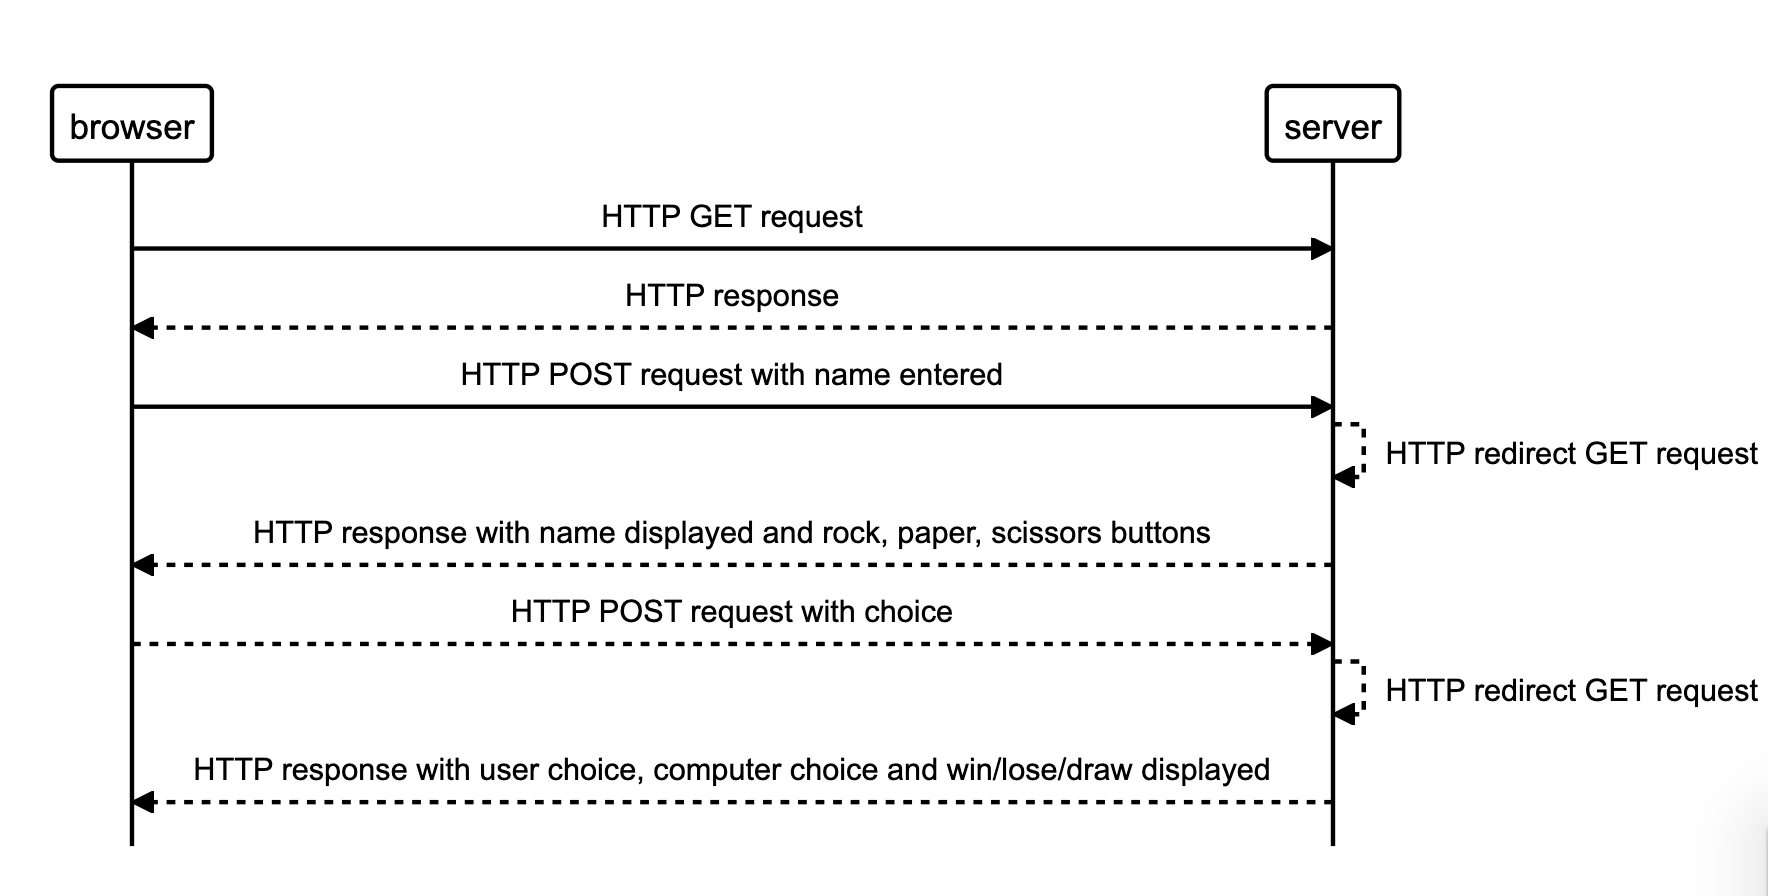 browser
server
HTTP GET request
HTTP response
HTTP POST request with name entered
HTTP redirect GET request
HTTP response with name displayed and rock, paper, scissors buttons
HTTP POST request with choice
HTTP redirect GET request
HTTP response with user choice, computer choice and win/lose/draw displayed